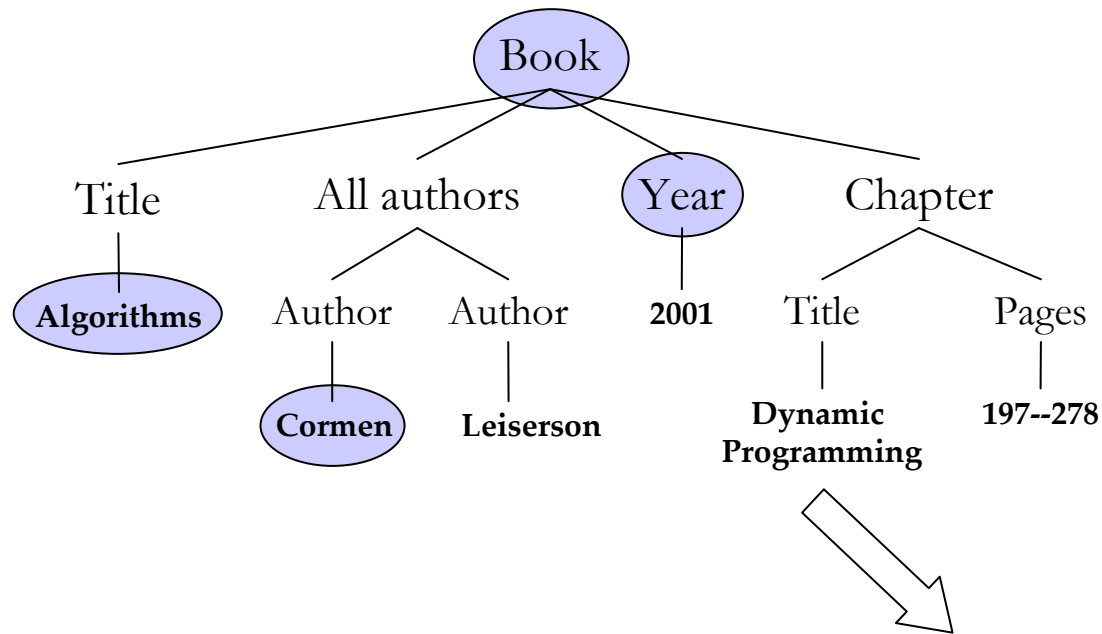 Book
Title
All authors
Year
Chapter
Algorithms
Author
Author
2001
Title
Pages
Cormen
Leiserson
Dynamic
Programming
197--278